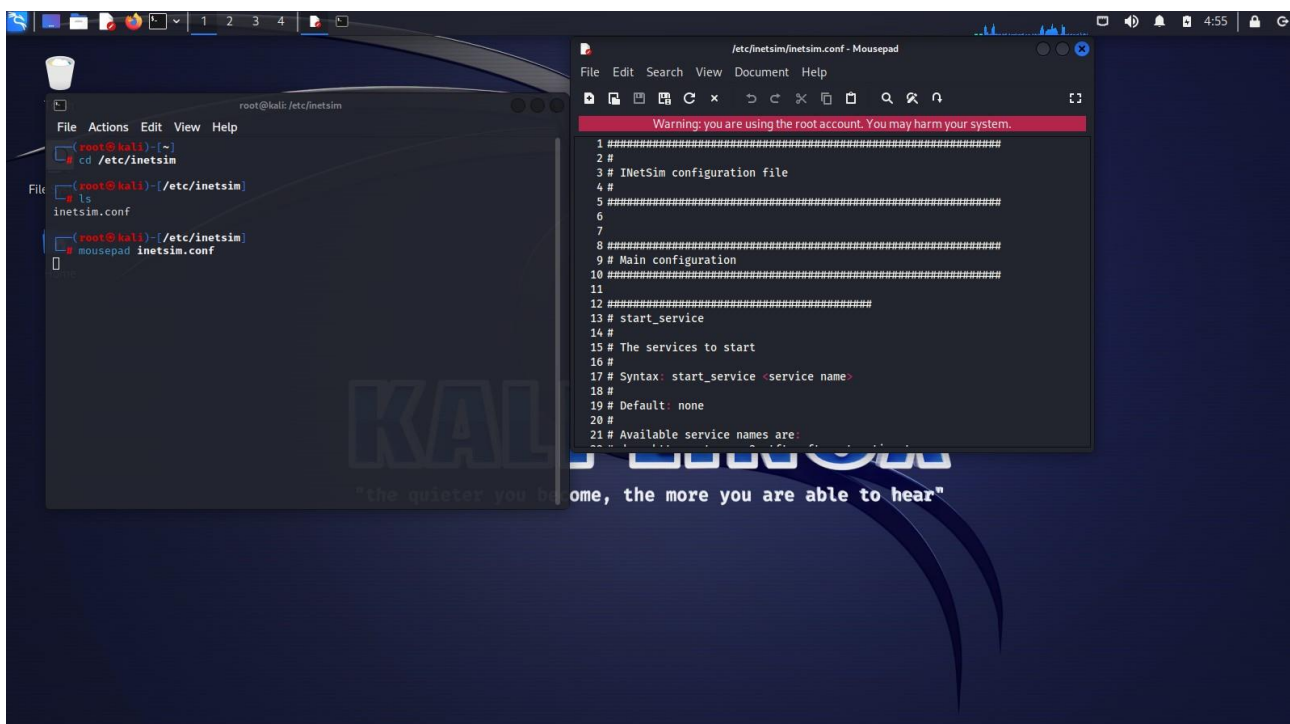 1 2 3 4
4:55
root@kali: /etc/inetsim
File Actions Edit View Help
(root㉿kali)-[~]
# cd /etc/inetsim
(root㉿kali)-[/etc/inetsim]
# ls
inetsim.conf
(root㉿kali)-[/etc/inetsim]
# mousepad inetsim.conf
File
/etc/inetsim/inetsim.conf - Mousepad
File Edit Search View Document Help
Warning: you are using the root account. You may harm your system.
1 #############################################################
2 #
3 # INetSim configuration file
4 #
5 #############################################################
6
7
8 #############################################################
9 # Main configuration
10 #############################################################
11
12 #########################################
13 # start_service
14 #
15 # The services to start
16 #
17 # Syntax: start_service <service name>
18 #
19 # Default: none
20 #
21 # Available service names are:
KALI LINUX
"the quieter you become, the more you are able to hear"